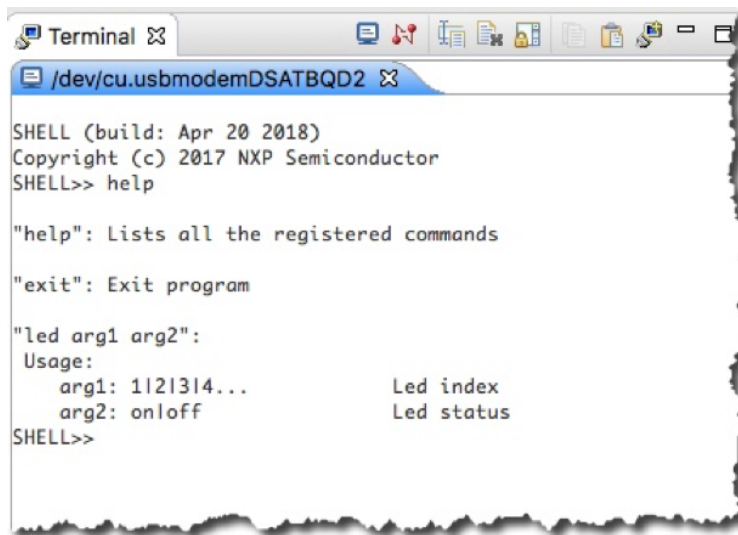 Terminal
/dev/cu.usbmodemDSATBQD2
SHELL (build: Apr 20 2018)
Copyright (c) 2017 NXP Semiconductor
SHELL>> help
"help": Lists all the registered commands
"exit": Exit program
"led arg1 arg2":
Usage:
arg1: 1|2|3|4... Led index
arg2: on|off Led status
SHELL>>